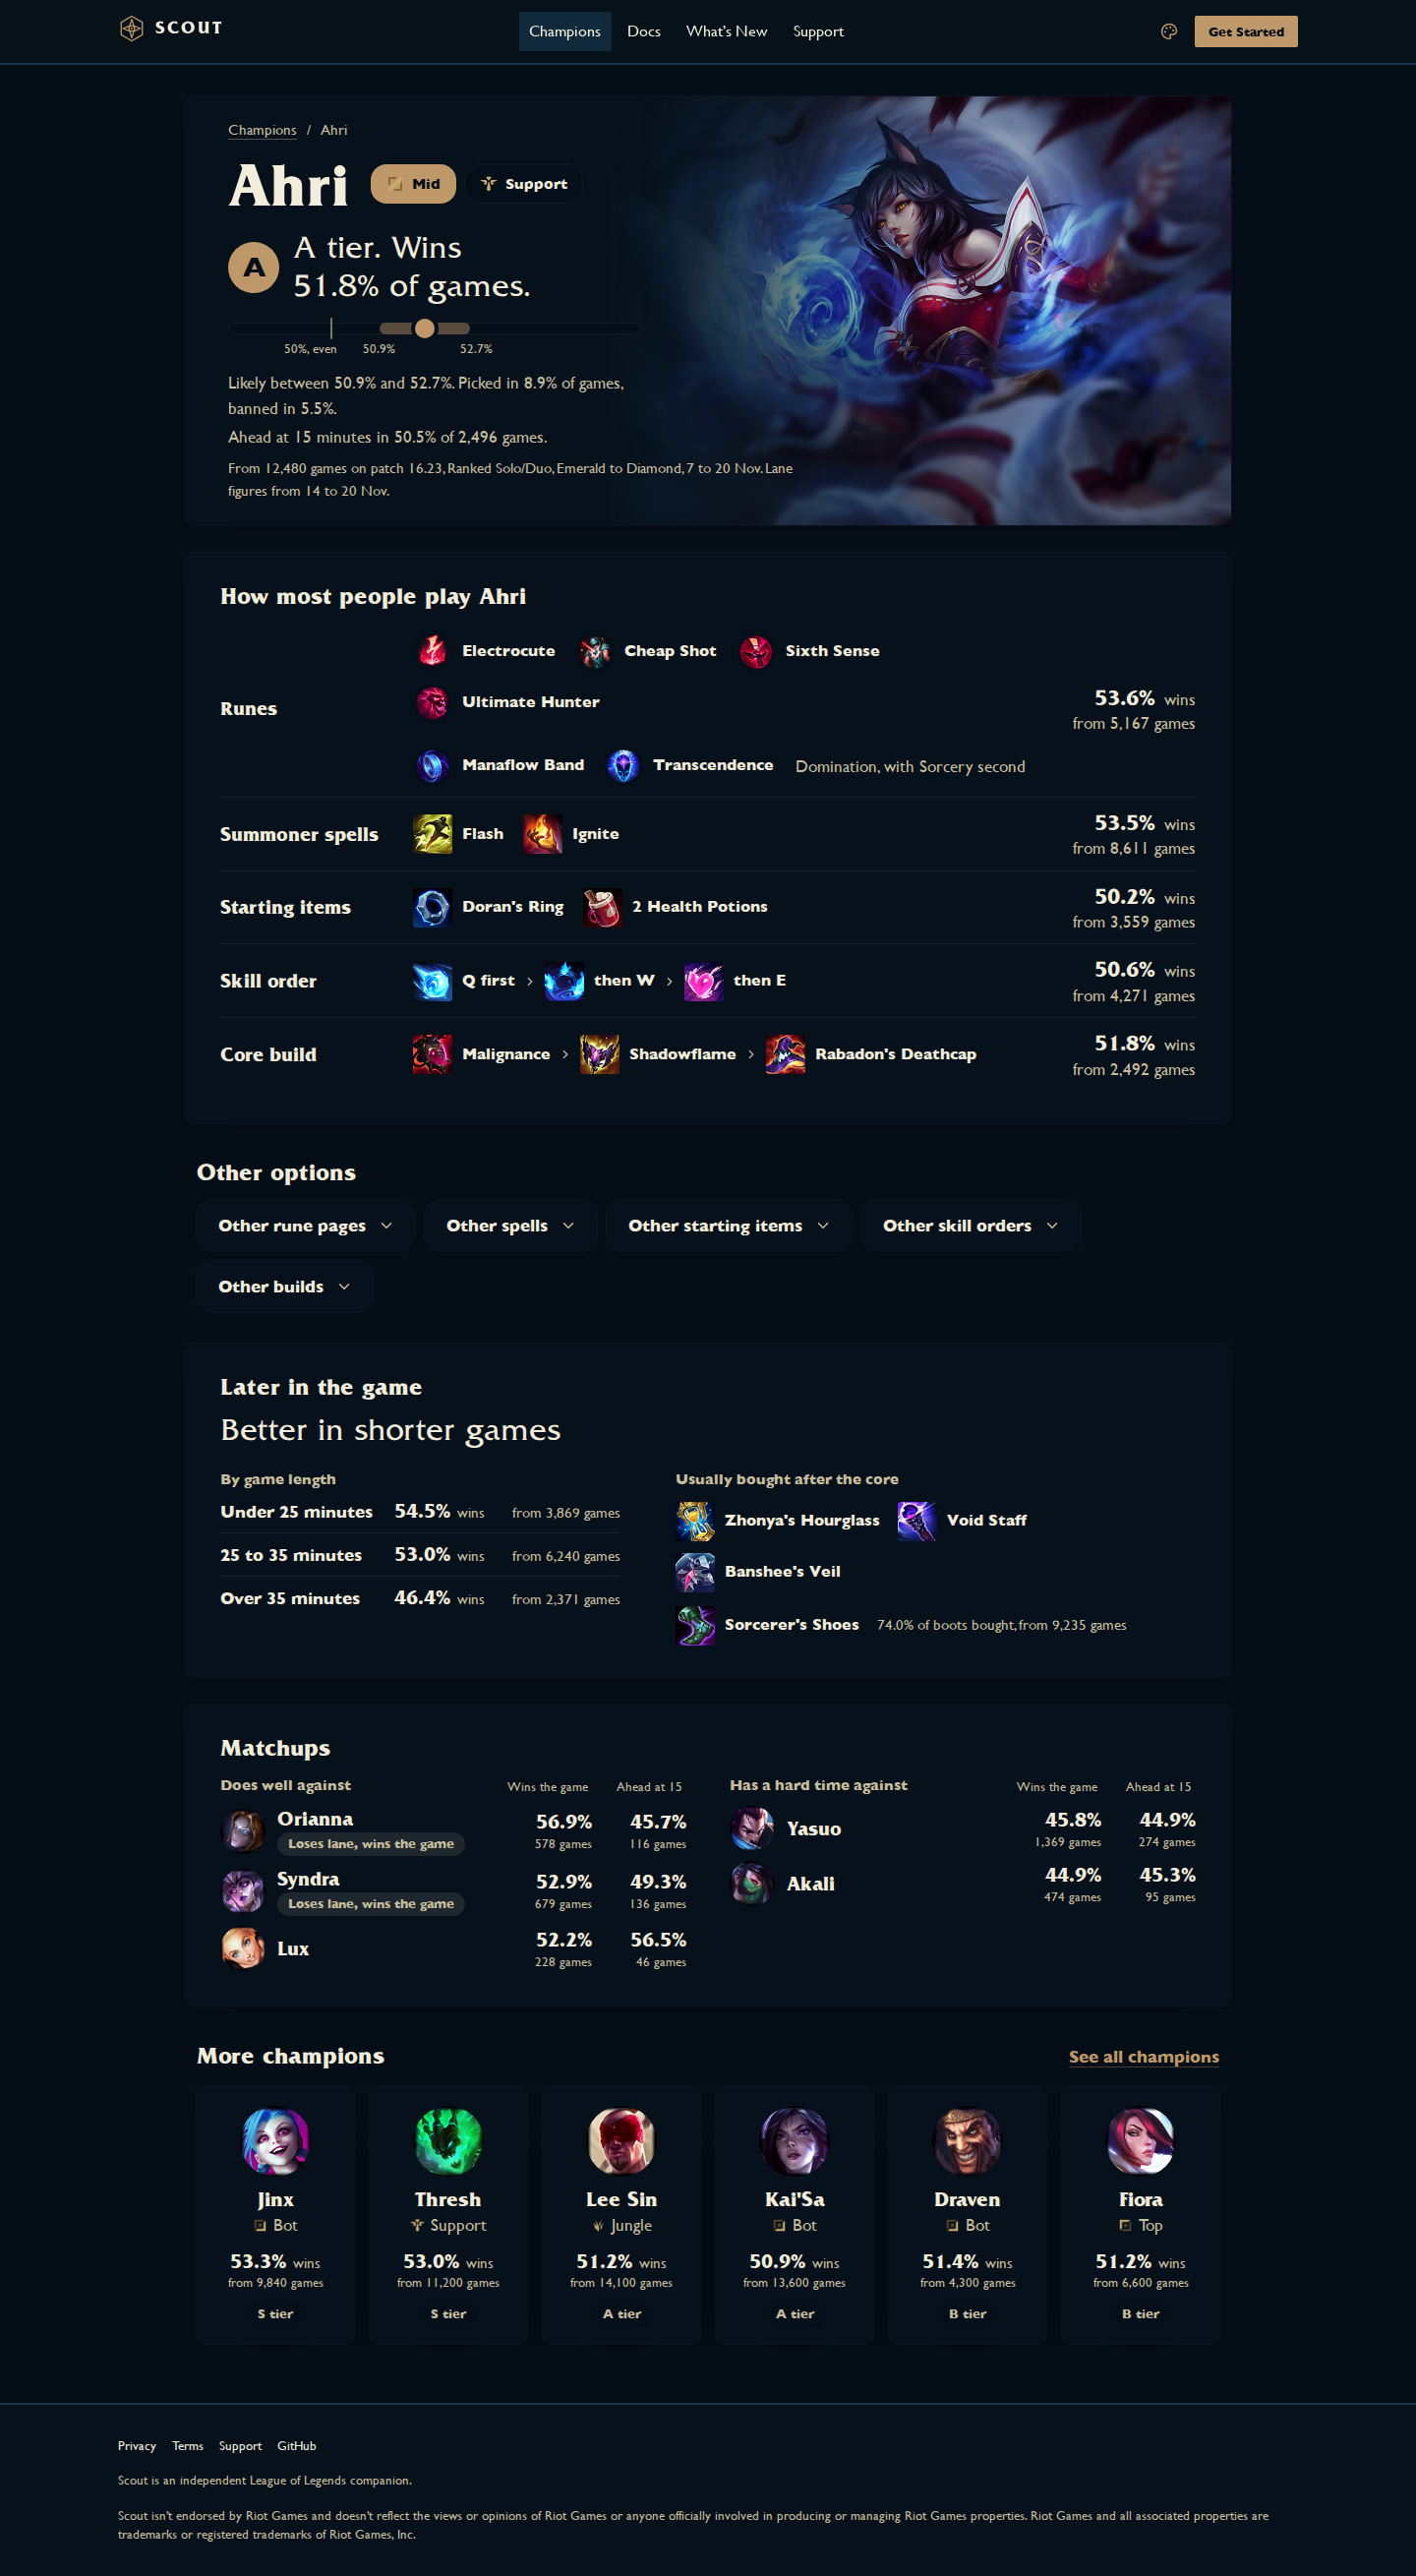 SCOUT
Champions Docs What's New Support
Get Started
Champions / Ahri
Ahri Mid Support
A A tier. Wins
51.8% of games.
50%, even 50.9% 52.7%
Likely between 50.9% and 52.7%. Picked in 8.9% of games,
banned in 5.5%.
Ahead at 15 minutes in 50.5% of 2,496 games.
From 12,480 games on patch 16.23, Ranked Solo/Duo, Emerald to Diamond, 7 to 20 Nov. Lane
figures from 14 to 20 Nov.
How most people play Ahri
Runes
Electrocute Cheap Shot Sixth Sense
Ultimate Hunter
Manaflow Band Transcendence Domination, with Sorcery second
53.6% wins
from 5,167 games
Summoner spells Flash Ignite
53.5% wins
from 8,611 games
Starting items Doran's Ring 2 Health Potions
50.2% wins
from 3,559 games
Skill order Q first › then W › then E
50.6% wins
from 4,271 games
Core build Malignance › Shadowflame › Rabadon's Deathcap
51.8% wins
from 2,492 games
Other options
Other rune pages Other spells Other starting items Other skill orders
Other builds
Later in the game
Better in shorter games
By game length
Under 25 minutes 54.5% wins from 3,869 games
25 to 35 minutes 53.0% wins from 6,240 games
Over 35 minutes 46.4% wins from 2,371 games
Usually bought after the core
Zhonya's Hourglass Void Staff
Banshee's Veil
Sorcerer's Shoes 74.0% of boots bought, from 9,235 games
Matchups
Does well against Wins the game Ahead at 15
Orianna 56.9% 45.7%
Loses lane, wins the game 578 games 116 games
Syndra 52.9% 49.3%
Loses lane, wins the game 679 games 136 games
Lux 52.2% 56.5%
228 games 46 games
Has a hard time against Wins the game Ahead at 15
Yasuo 45.8% 44.9%
1,369 games 274 games
Akali 44.9% 45.3%
474 games 95 games
More champions See all champions
Jinx Thresh Lee Sin Kai'Sa Draven Fiora
Bot Support Jungle Bot Bot Top
53.3% wins 53.0% wins 51.2% wins 50.9% wins 51.4% wins 51.2% wins
from 9,840 games from 11,200 games from 14,100 games from 13,600 games from 4,300 games from 6,600 games
S tier S tier A tier A tier B tier B tier
Privacy Terms Support GitHub
Scout is an independent League of Legends companion.
Scout isn't endorsed by Riot Games and doesn't reflect the views or opinions of Riot Games or anyone officially involved in producing or managing Riot Games properties. Riot Games and all associated properties are
trademarks or registered trademarks of Riot Games, Inc.